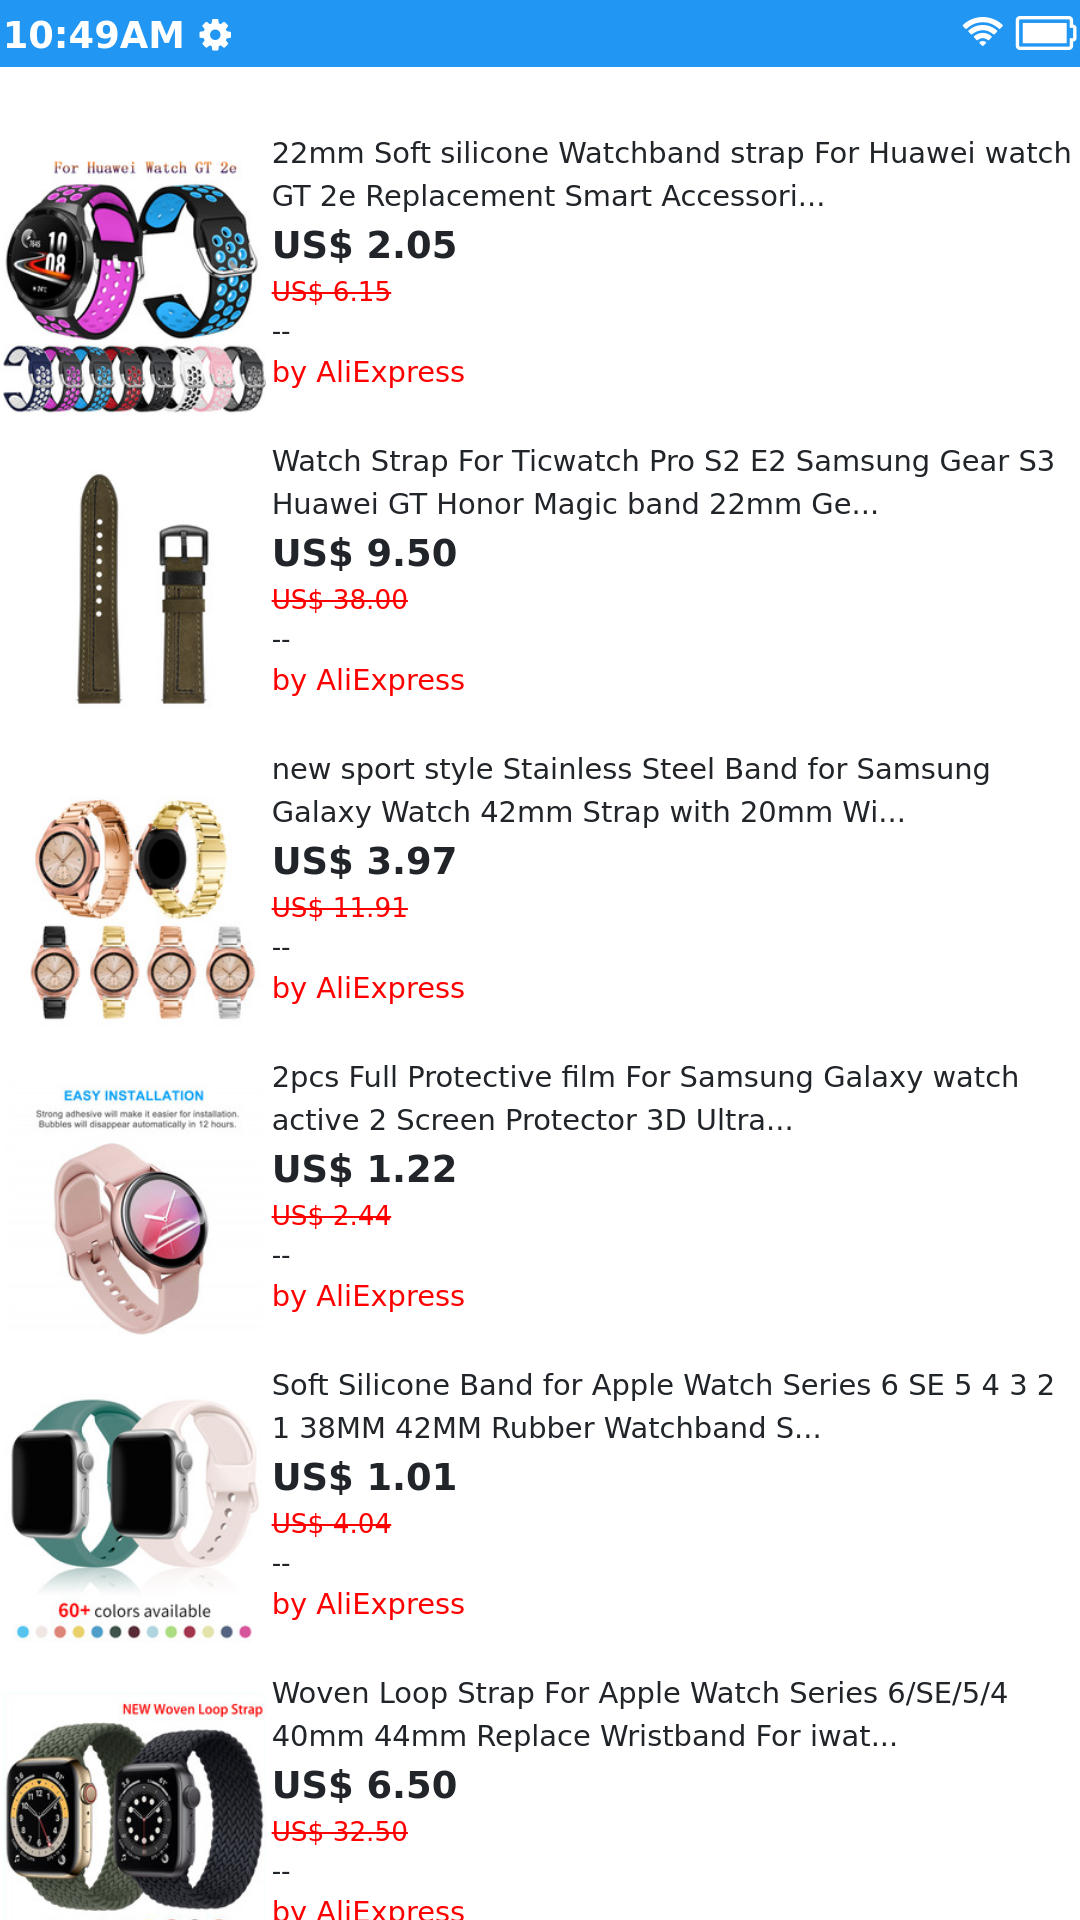 10:49AM
For Huawei Watch GT 2e
22mm Soft silicone Watchband strap For Huawei watch
GT 2e Replacement Smart Accessori...
US$ 2.05
US$ 6.15
--
by AliExpress
Watch Strap For Ticwatch Pro S2 E2 Samsung Gear S3
Huawei GT Honor Magic band 22mm Ge...
US$ 9.50
US$ 38.00
--
by AliExpress
new sport style Stainless Steel Band for Samsung
Galaxy Watch 42mm Strap with 20mm Wi...
US$ 3.97
US$ 11.91
--
by AliExpress
EASY INSTALLATION
Strong adhesive will make it easier for installation.
Bubbles will disappear automatically in 12 hours.
2pcs Full Protective film For Samsung Galaxy watch
active 2 Screen Protector 3D Ultra...
US$ 1.22
US$ 2.44
--
by AliExpress
Soft Silicone Band for Apple Watch Series 6 SE 5 4 3 2
1 38MM 42MM Rubber Watchband S...
US$ 1.01
US$ 4.04
--
by AliExpress
60+ colors available
NEW Woven Loop Strap
Woven Loop Strap For Apple Watch Series 6/SE/5/4
40mm 44mm Replace Wristband For iwat...
US$ 6.50
US$ 32.50
--
by AliExpress